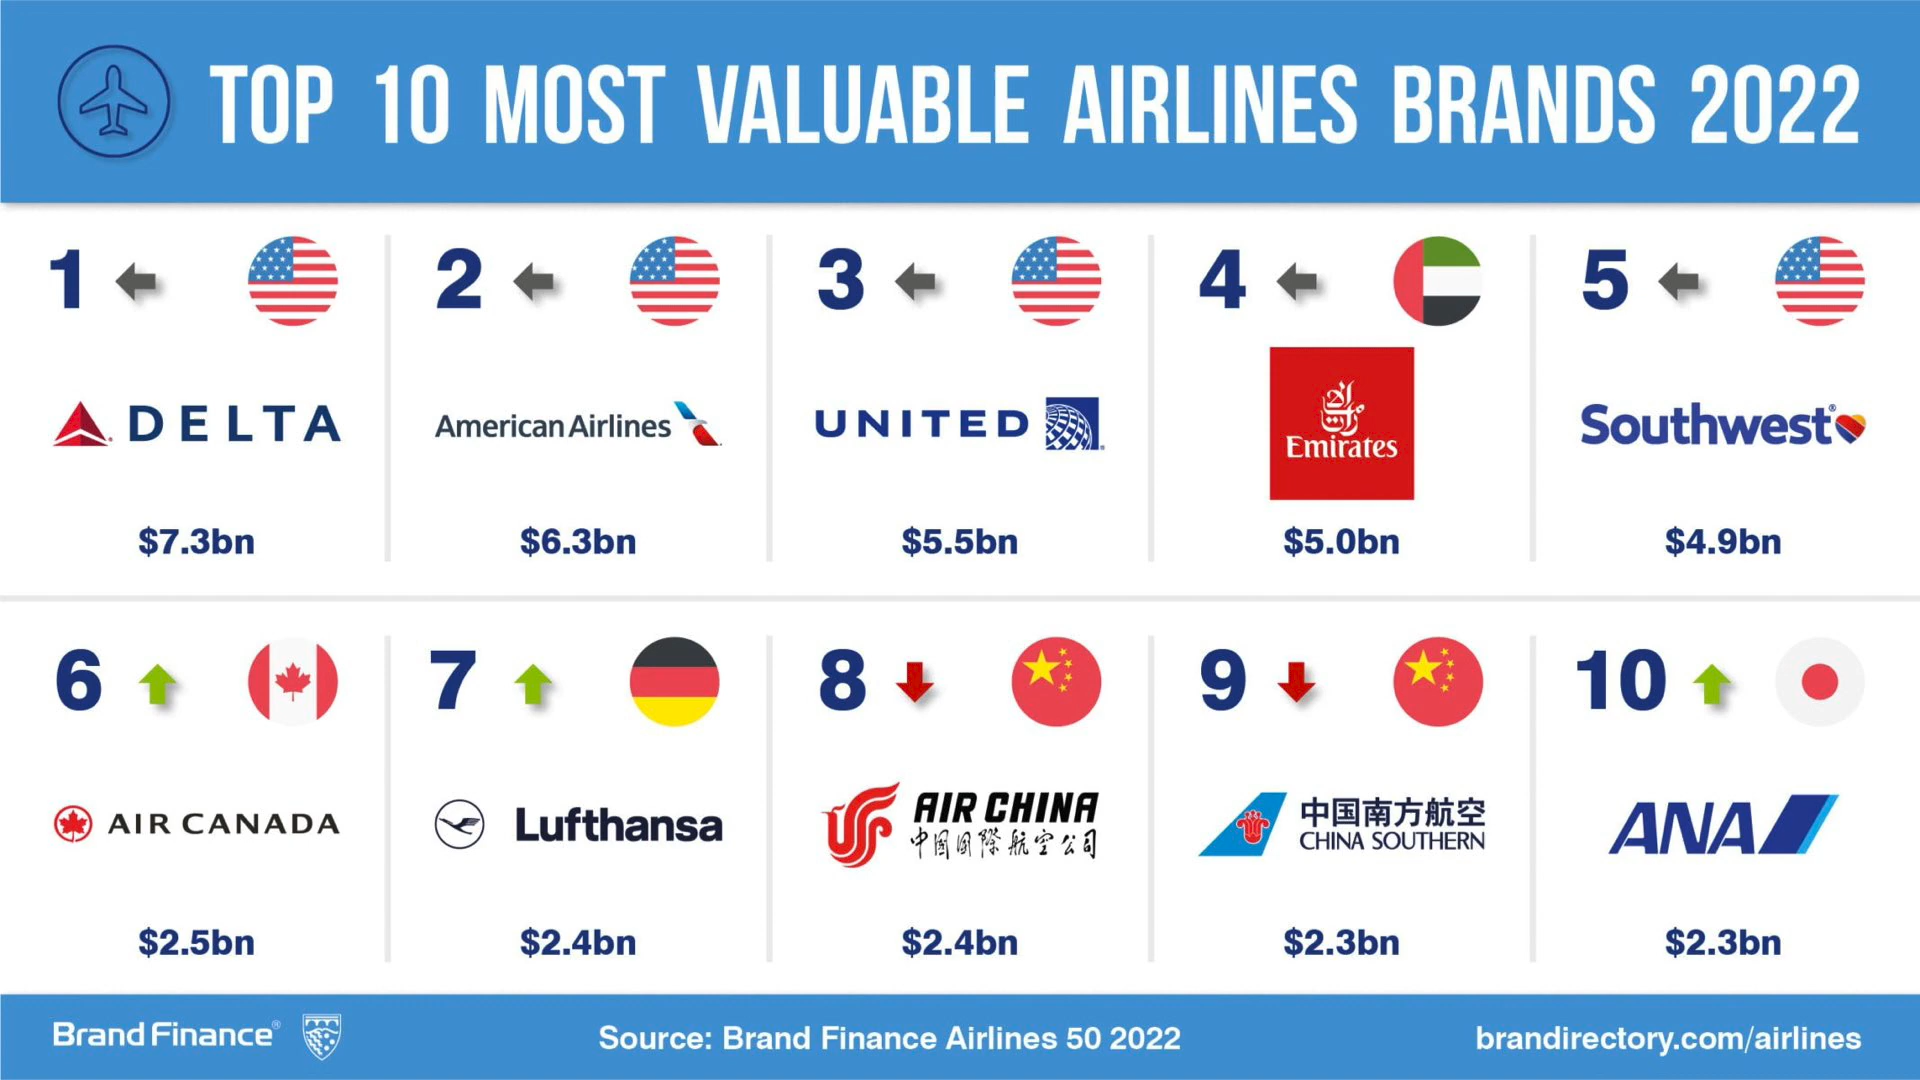 TOP 10 MOST VALUABLE AIRLINES BRANDS 2022
1
DELTA
$7.3bn
2
American Airlines
$6.3bn
3
UNITED
$5.5bn
4
Emirates
$5.0bn
5
Southwest®
$4.9bn
6
AIR CANADA
$2.5bn
7
Lufthansa
$2.4bn
8
AIR CHINA
中国国際航空公司
$2.4bn
9
中国南方航空
CHINA SOUTHERN
$2.3bn
10
ANA
$2.3bn
Brand Finance®
Source: Brand Finance Airlines 50 2022
brandirectory.com/airlines